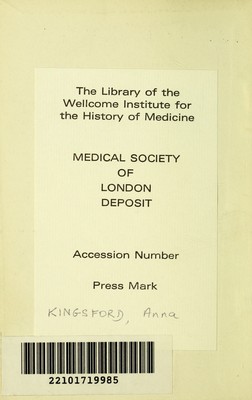 The Library of the
Wellcome Institute for
the History of Medicine
MEDICAL SOCIETY
OF
LONDON
DEPOSIT
Accession Number
Press Mark
KINGSFORD, Anna
22101719985